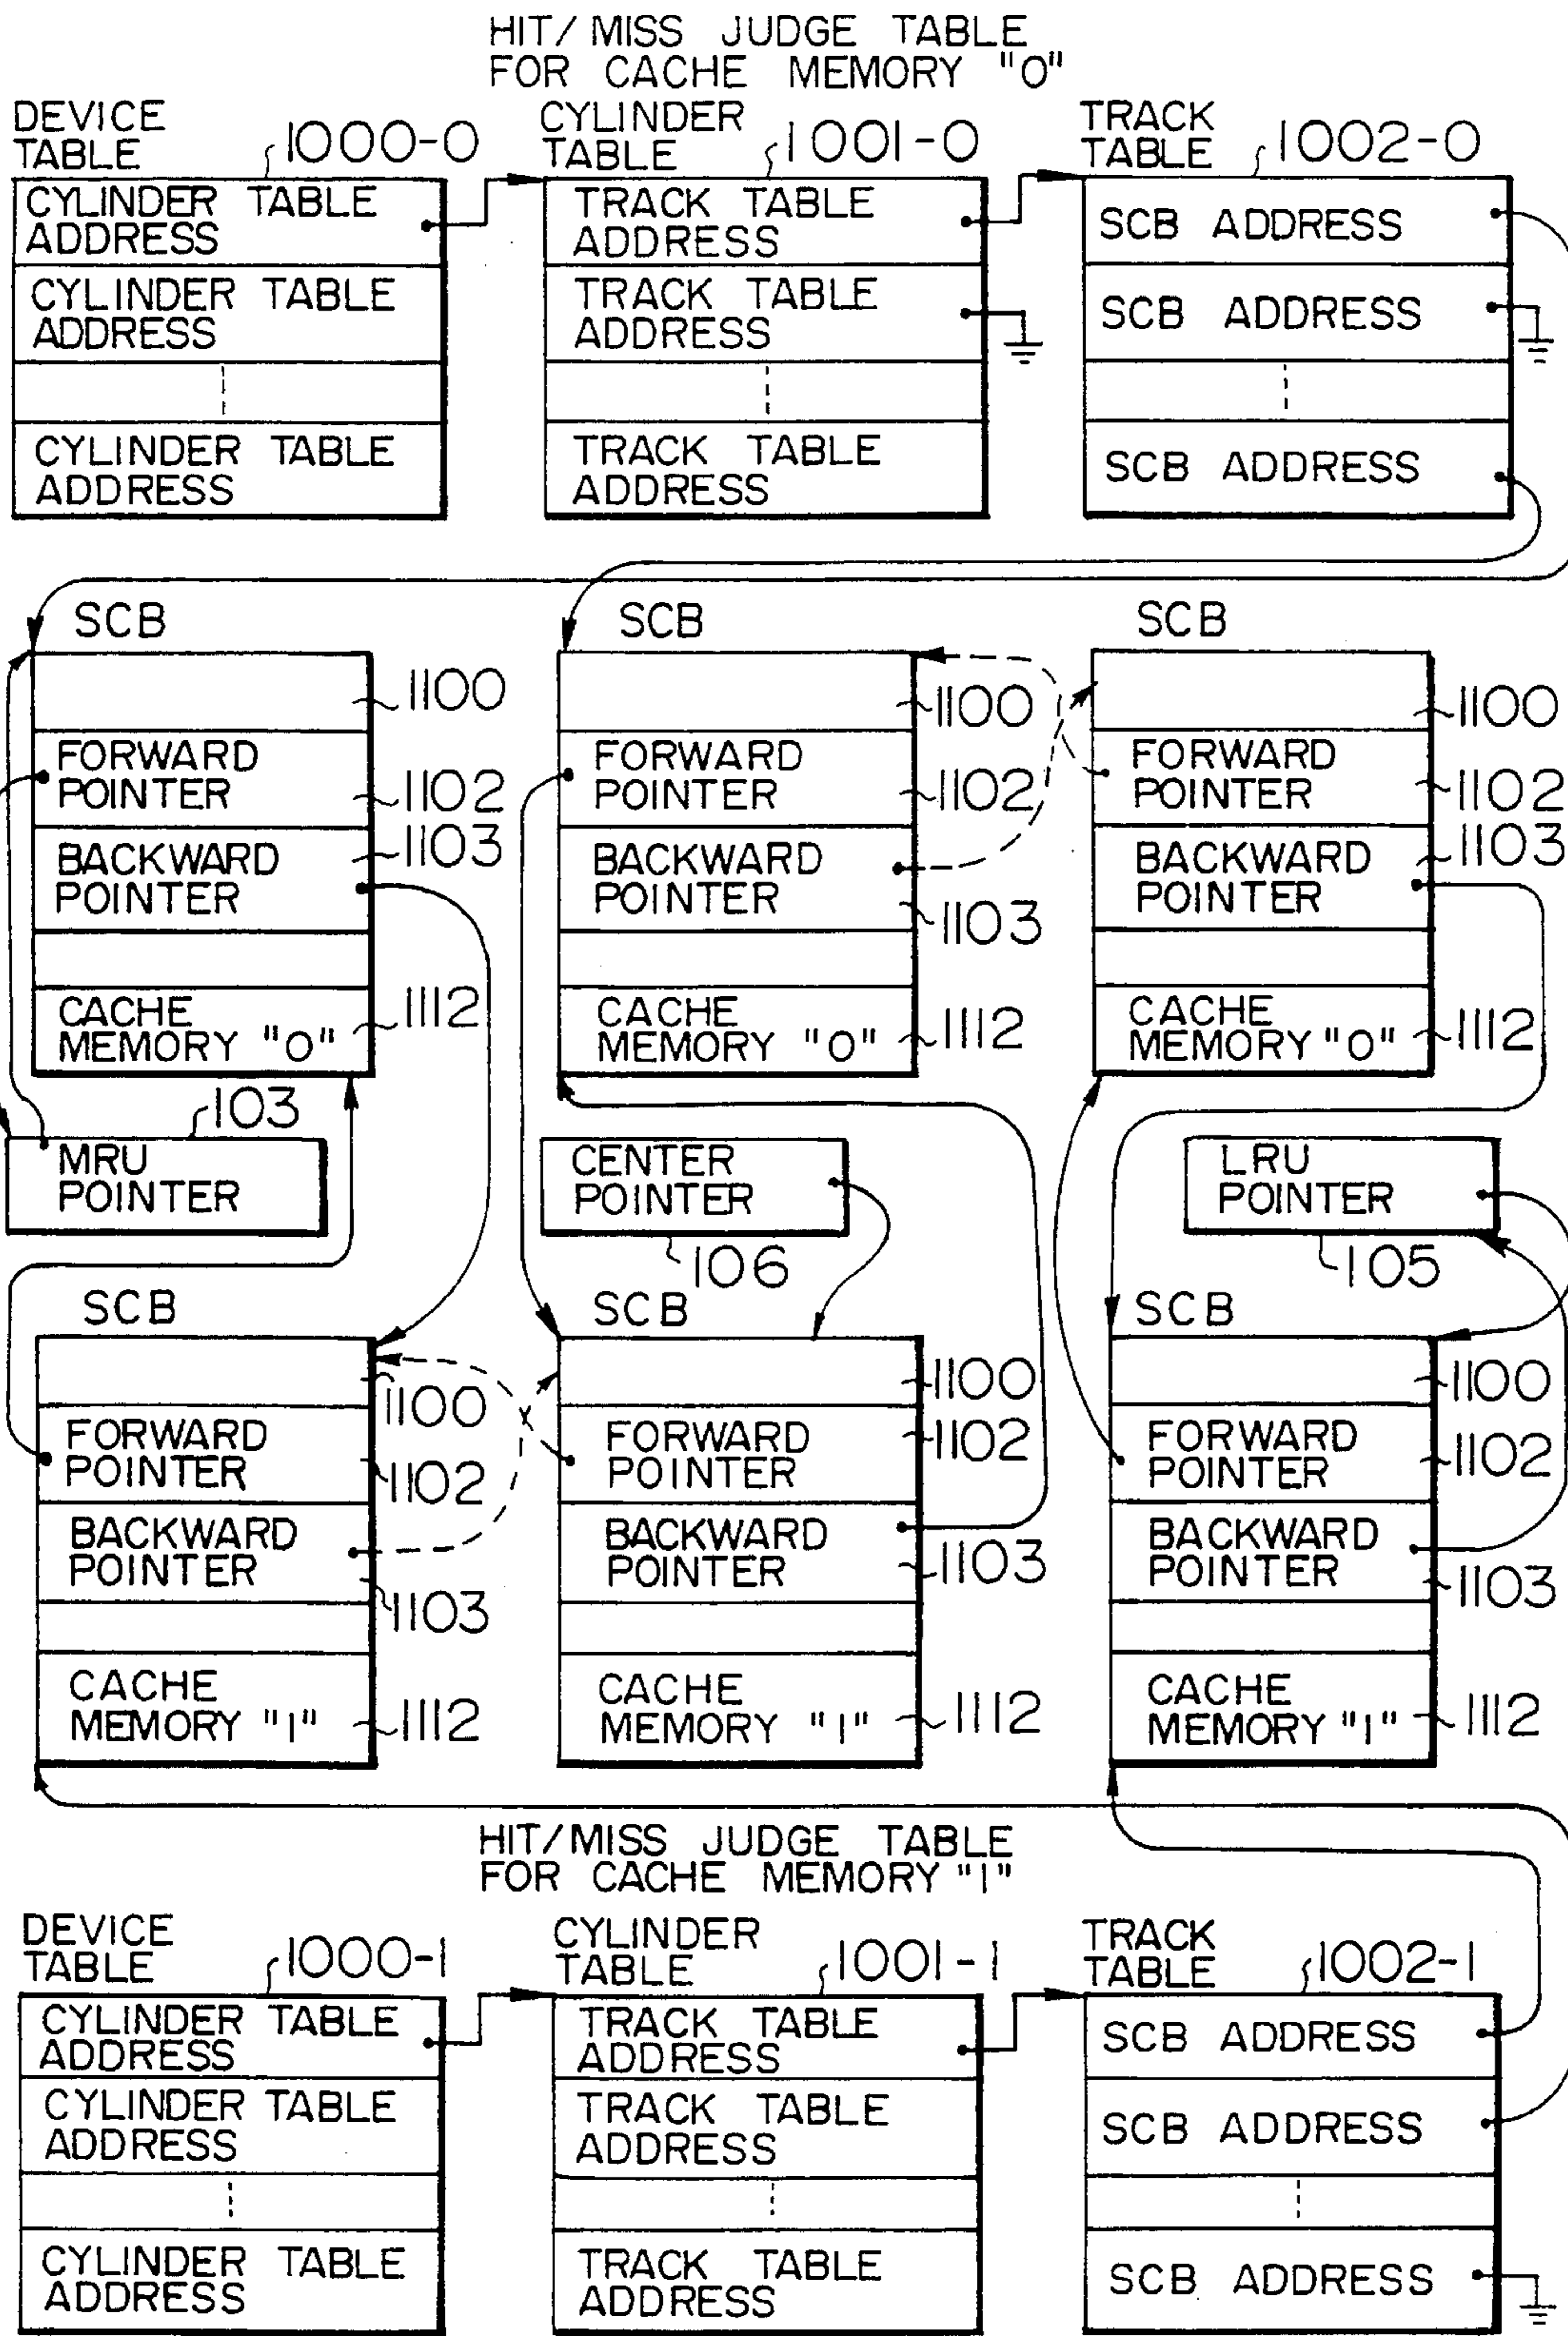 HIT/MISS JUDGE TABLE
FOR CACHE MEMORY "0"
DEVICE
TABLE
1000-0
CYLINDER
TABLE
1001-0
TRACK
TABLE
1002-0
CYLINDER TABLE
ADDRESS
TRACK TABLE
ADDRESS
SCB ADDRESS
CYLINDER TABLE
ADDRESS
TRACK TABLE
ADDRESS
SCB ADDRESS
CYLINDER TABLE
ADDRESS
TRACK TABLE
ADDRESS
SCB ADDRESS
SCB
1100
FORWARD
POINTER
1102
BACKWARD
POINTER
1103
CACHE
MEMORY "0"
1112
SCB
1100
FORWARD
POINTER
1102
BACKWARD
POINTER
1103
CACHE
MEMORY "0"
1112
SCB
1100
FORWARD
POINTER
1102
BACKWARD
POINTER
1103
CACHE
MEMORY "0"
1112
103
MRU
POINTER
CENTER
POINTER
106
LRU
POINTER
105
SCB
1100
FORWARD
POINTER
1102
BACKWARD
POINTER
1103
CACHE
MEMORY "1"
1112
SCB
1100
FORWARD
POINTER
1102
BACKWARD
POINTER
1103
CACHE
MEMORY "1"
1112
SCB
1100
FORWARD
POINTER
1102
BACKWARD
POINTER
1103
CACHE
MEMORY "1"
1112
HIT/MISS JUDGE TABLE
FOR CACHE MEMORY "1"
DEVICE
TABLE
1000-1
CYLINDER
TABLE
1001-1
TRACK
TABLE
1002-1
CYLINDER TABLE
ADDRESS
TRACK TABLE
ADDRESS
SCB ADDRESS
CYLINDER TABLE
ADDRESS
TRACK TABLE
ADDRESS
SCB ADDRESS
CYLINDER TABLE
ADDRESS
TRACK TABLE
ADDRESS
SCB ADDRESS